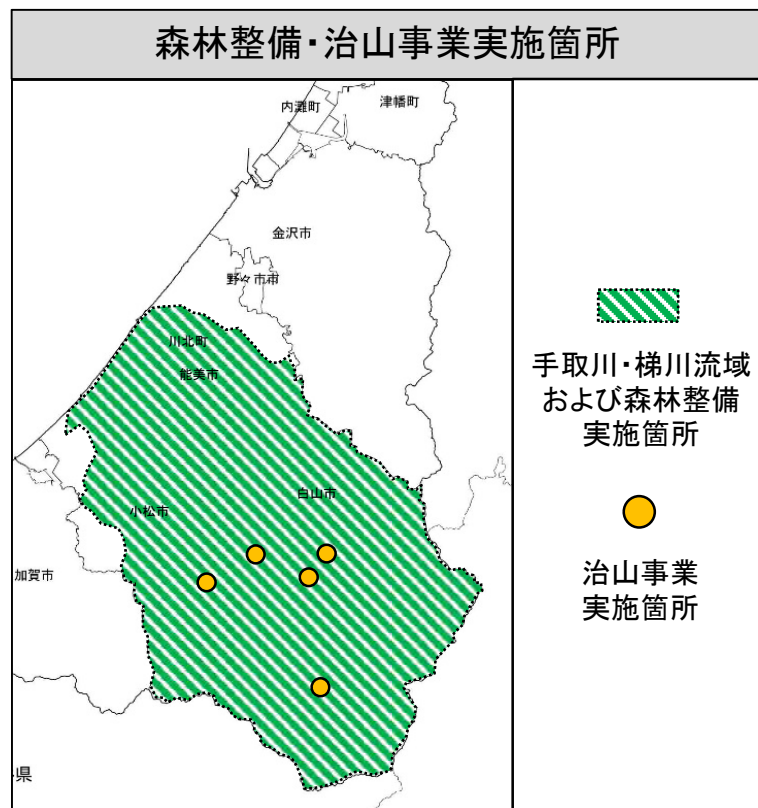 森林整備・治山事業実施箇所
内灘町
津幡町
金沢市
野々市市
川北町
能美市
白山市
小松市
加賀市
県
手取川・梯川流域
および森林整備
実施箇所
治山事業
実施箇所